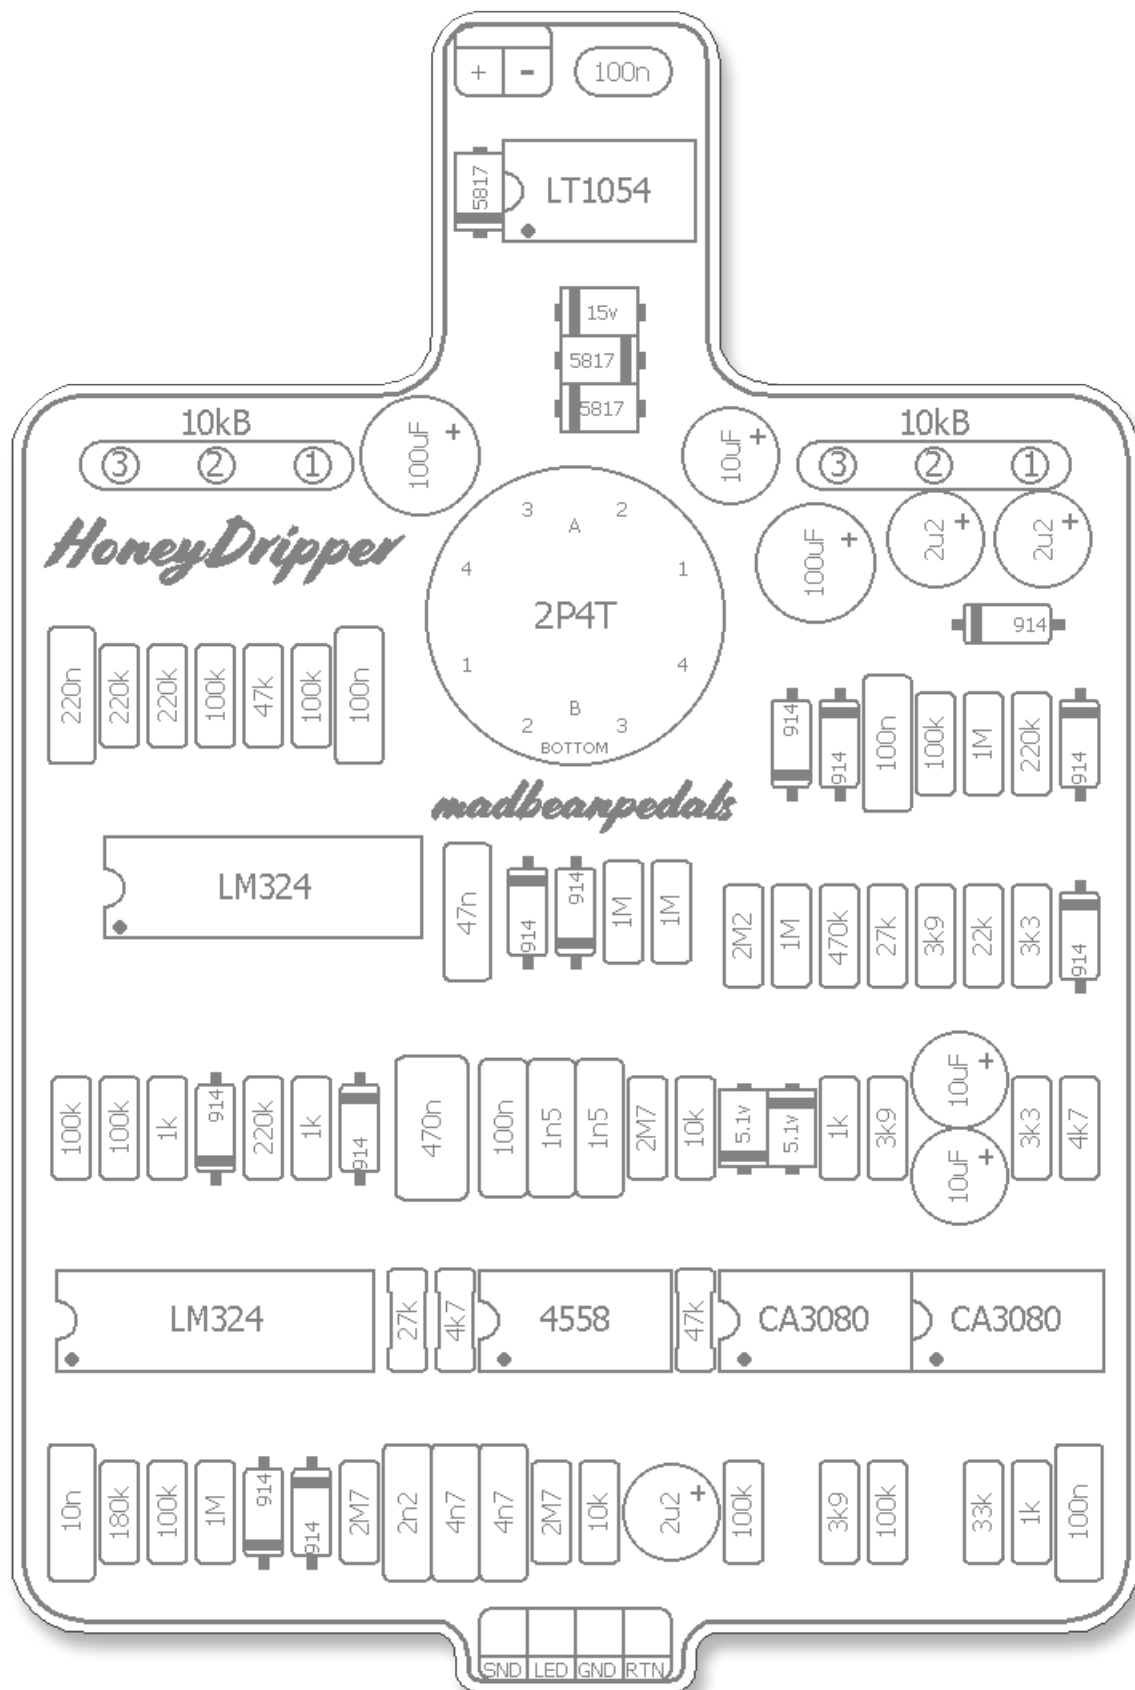 + - 100n
5817 LT1054
15v
5817
5817
10kB 10kB
3 2 1 100uF + 10uF + 3 2 1
HoneyDripper
3 A 2
4 1
2P4T
1 4
2 B 3
BOTTOM
100uF + 2u2 + 2u2 +
914
220n 220k 220k 100k 47k 100k 100n
914 914 100n 100k 1M 220k 914
madbeanpedals
LM324 47n 914 914 1M 1M 2M2 1M 470k 27k 3k9 22k 3k3 914
100k 100k 1k 914 220k 1k 914 470n 100n 1n5 1n5 2M7 10k 5.1v 5.1v 1k 3k9 10uF + 3k3 4k7
10uF +
LM324 27k 4k7 4558 47k CA3080 CA3080
10n 180k 100k 1M 914 914 2M7 2n2 4n7 4n7 2M7 10k 2u2 + 100k 3k9 100k 33k 1k 100n
SND LED GND RTN